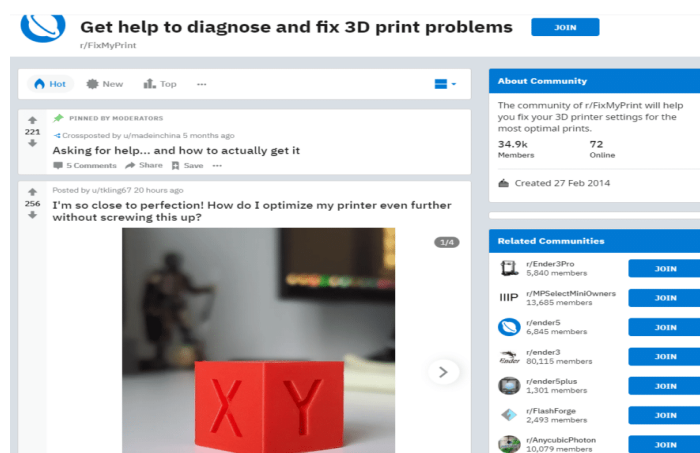 Get help to diagnose and fix 3D print problems
JOIN
r/FixMyPrint
Hot
New
Top
PINNED BY MODERATORS
221
Crossposted by u/madeinchina 5 months ago
Asking for help... and how to actually get it
5 Comments
Share
Save
256
Posted by u/tkling67 20 hours ago
I'm so close to perfection! How do I optimize my printer even further
without screwing this up?
1/4
X Y
About Community
The community of r/FixMyPrint will help
you fix your 3D printer settings for the
most optimal prints.
34.9k
72
Members
Online
Created 27 Feb 2014
Related Communities
r/Ender3Pro
5,840 members
JOIN
IIIP
r/MPSelectMiniOwners
13,685 members
JOIN
r/ender5
6,845 members
JOIN
Ender
r/ender3
80,115 members
JOIN
r/ender5plus
1,301 members
JOIN
r/FlashForge
2,493 members
JOIN
r/AnycubicPhoton
10,079 members
JOIN